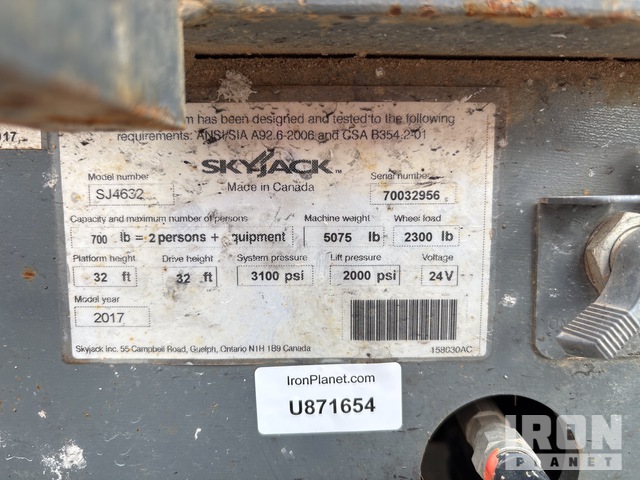 017
m has been designed and tested to the following
requirements: ANSI/SIA A92.6-2006 and CSA B354.2-01
SKYJACK
Made in Canada
Model number Serial number
SJ4632 70032956
Capacity and maximum number of persons Machine weight Wheel load
700 lb = 2 persons + quipment 5075 lb 2300 lb
Platform height Drive height System pressure Lift pressure Voltage
32 ft 32 ft 3100 psi 2000 psi 24V
Model year
2017
Skyjack Inc. 55 Campbell Road, Guelph, Ontario N1H 1B9 Canada 158630AC
IronPlanet.com
U871654
IRON
PLANET